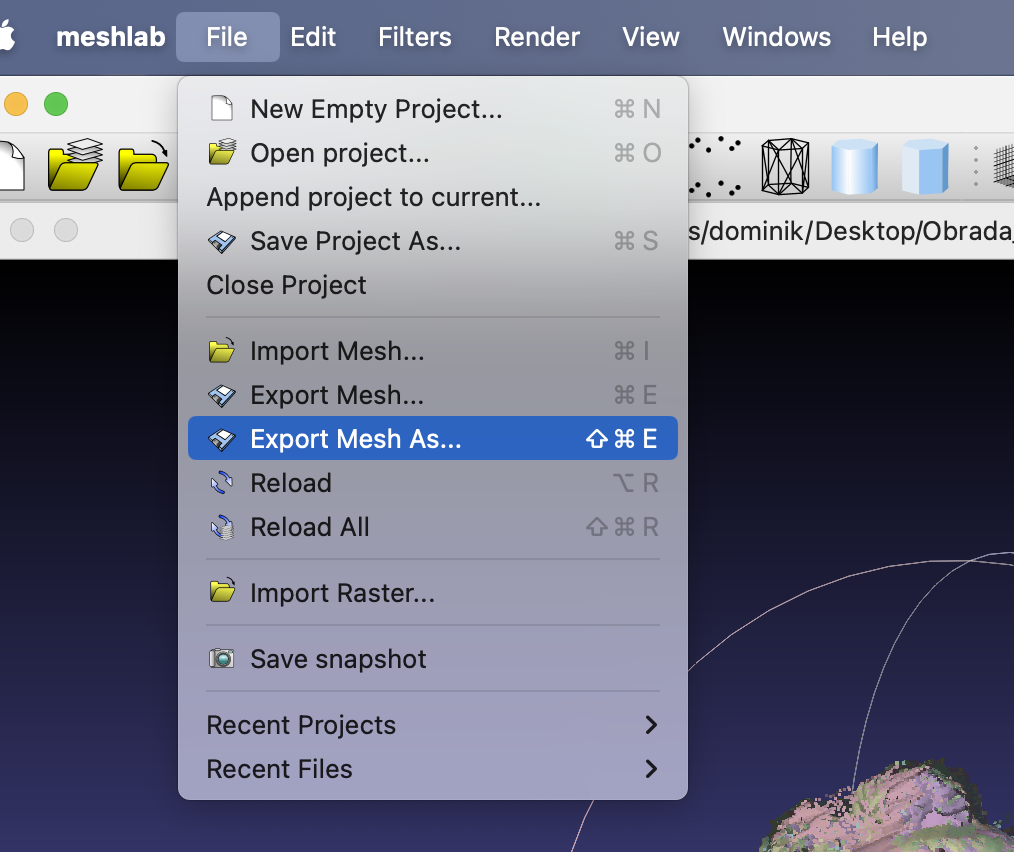 meshlab File Edit Filters Render View Windows Help
New Empty Project... ⌘ N
Open project... ⌘ O
Append project to current...
Save Project As... ⌘ S
s/dominik/Desktop/Obrada_
Close Project
Import Mesh... ⌘ I
Export Mesh... ⌘ E
Export Mesh As... ⇧ ⌘ E
Reload ⌥ R
Reload All ⇧ ⌘ R
Import Raster...
Save snapshot
Recent Projects
Recent Files